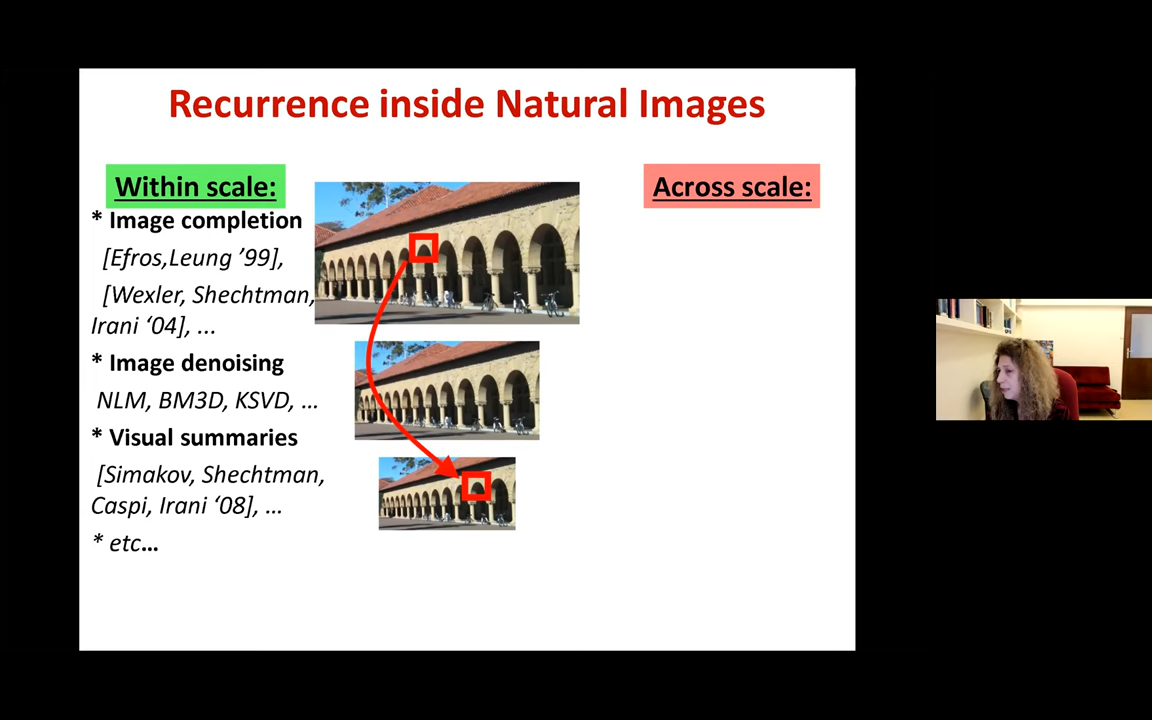 Recurrence inside Natural Images
Within scale:
* Image completion
[Efros,Leung ’99],
[Wexler, Shechtman,
Irani ‘04], ...
* Image denoising
NLM, BM3D, KSVD, …
* Visual summaries
[Simakov, Shechtman,
Caspi, Irani ‘08], …
* etc…
Across scale: